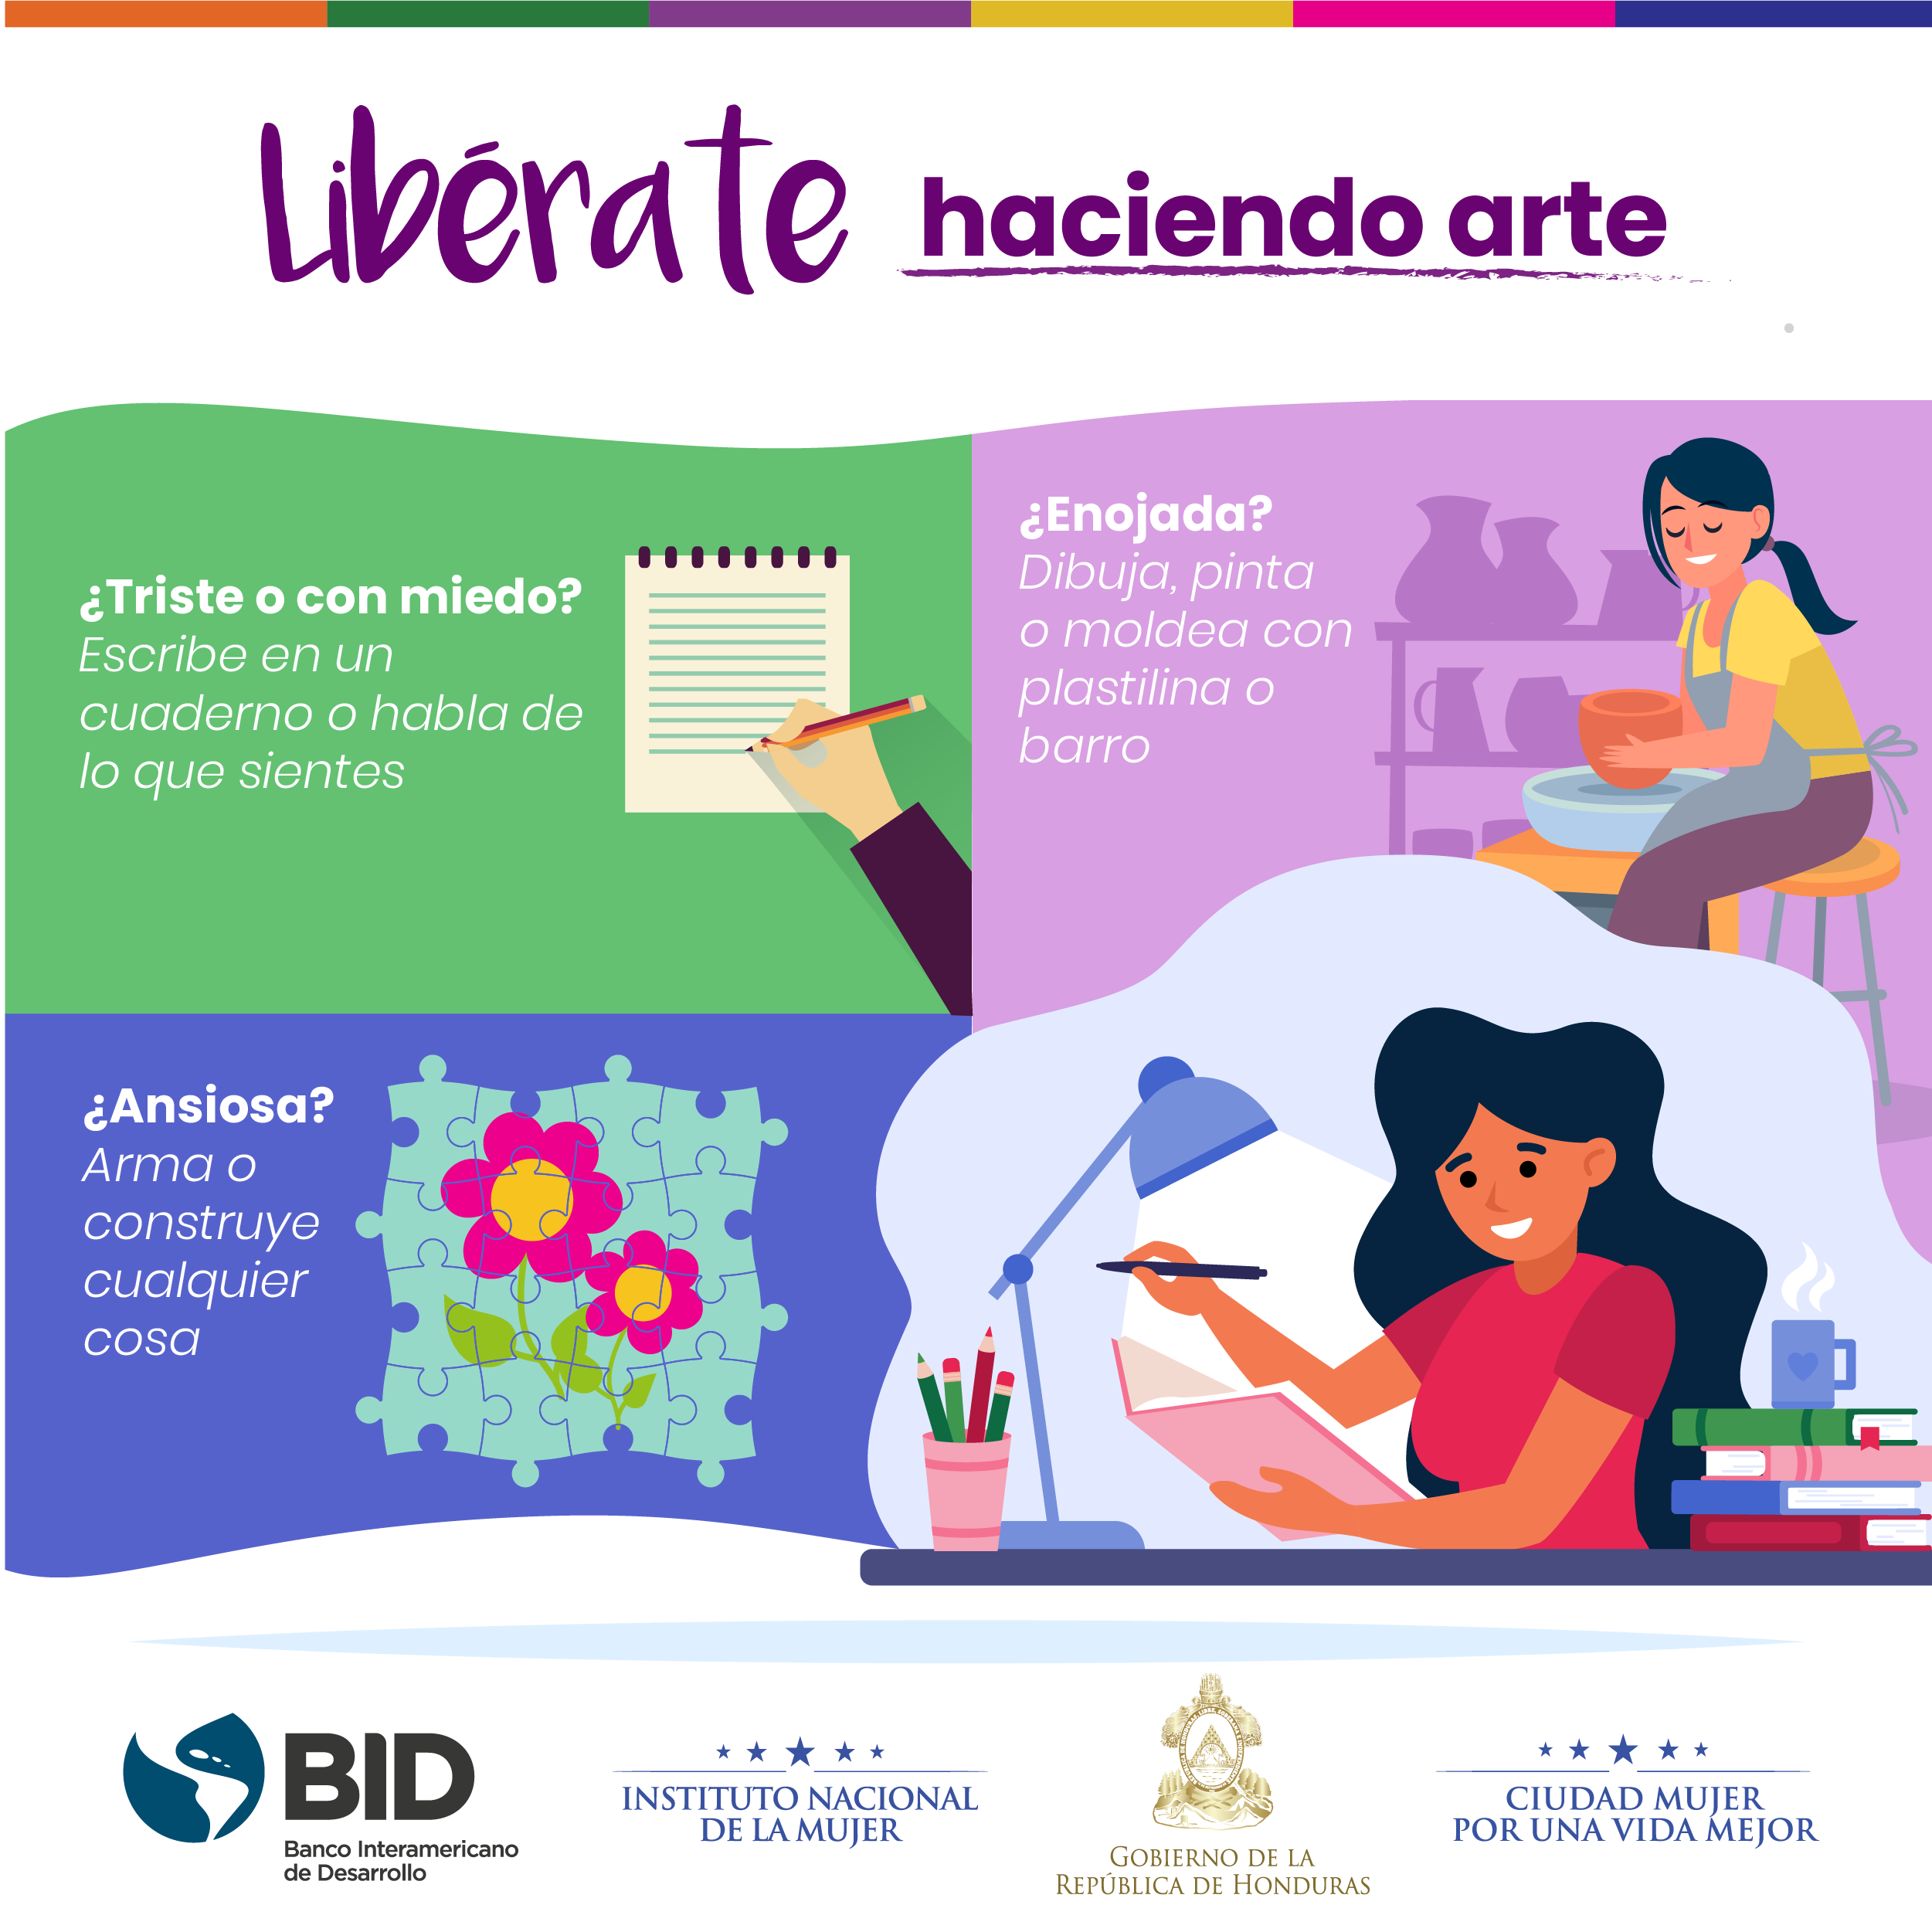 Libérate haciendo arte
¿Triste o con miedo?
Escribe en un
cuaderno o habla de
lo que sientes
¿Enojada?
Dibuja, pinta
o moldea con
plastilina o
barro
¿Ansiosa?
Arma o
construye
cualquier
cosa
BID
Banco Interamericano
de Desarrollo
INSTITUTO NACIONAL
DE LA MUJER
GOBIERNO DE LA
REPÚBLICA DE HONDURAS
CIUDAD MUJER
POR UNA VIDA MEJOR